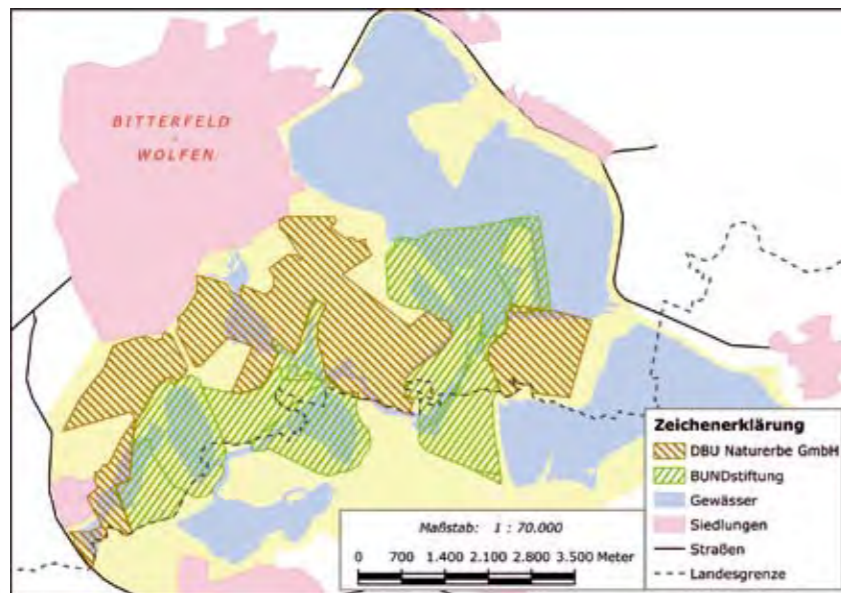 BITTERFELD
-
WOLFEN
Zeichenerklärung
DBU Naturerbe GmbH
BUNDstiftung
Gewässer
Siedlungen
Straßen
Landesgrenze
Maßstab: 1 : 70.000
0 700 1.400 2.100 2.800 3.500 Meter